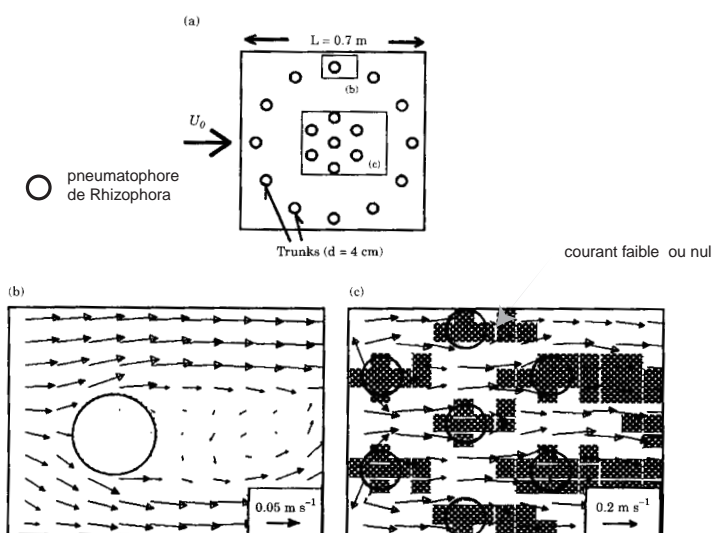 (a)
L = 0.7 m
(b)
U₀
(c)
pneumatophore
de Rhizophora
Trunks (d = 4 cm)
courant faible ou nul
(b)
(c)
0.05 m s⁻¹
0.2 m s⁻¹